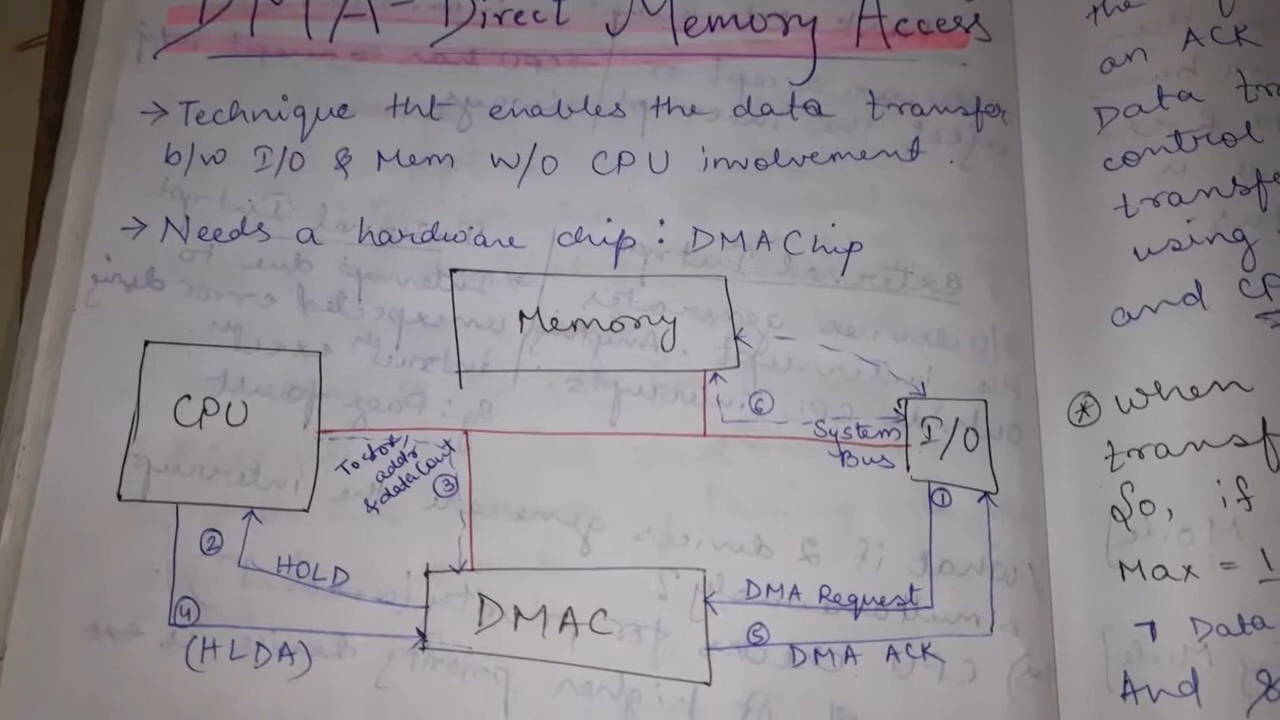 DMA - Direct Memory Access
→ Technique tht enables the data transfer
b/w I/O & Mem w/o CPU involvement.
→ Needs a hardware chip : DMA Chip
Memory
CPU
⑥
System
Bus
I/O
addr
& data Count
③
①
②
HOLD
DMAC
DMA Request
④
(HLDA)
⑤
DMA ACK
the
an ACK
Data
control
using
and
⊛ When
So, if
Max = 1
Data
And